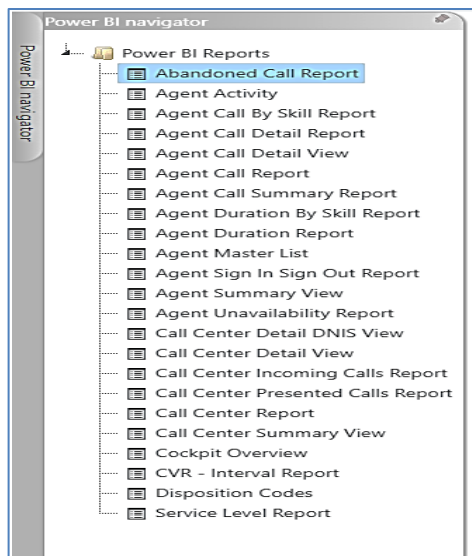 Power BI navigator
Power BI navigator
Power BI Reports
Abandoned Call Report
Agent Activity
Agent Call By Skill Report
Agent Call Detail Report
Agent Call Detail View
Agent Call Report
Agent Call Summary Report
Agent Duration By Skill Report
Agent Duration Report
Agent Master List
Agent Sign In Sign Out Report
Agent Summary View
Agent Unavailability Report
Call Center Detail DNIS View
Call Center Detail View
Call Center Incoming Calls Report
Call Center Presented Calls Report
Call Center Report
Call Center Summary View
Cockpit Overview
CVR - Interval Report
Disposition Codes
Service Level Report